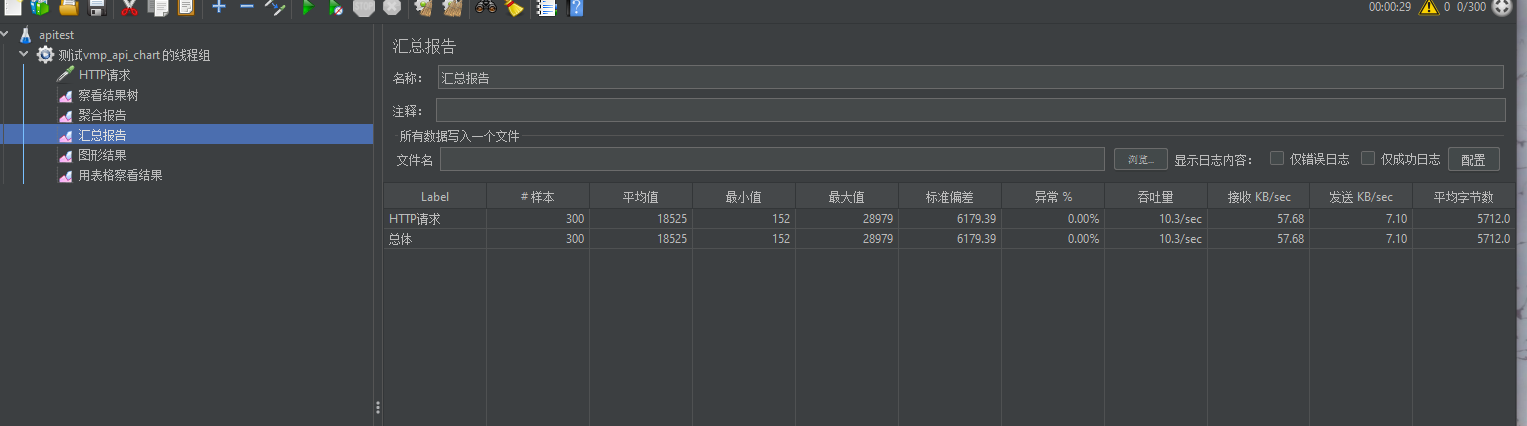 00:00:29 0 0/300
apitest
测试vmp_api_chart 的线程组
HTTP请求
察看结果树
聚合报告
汇总报告
图形结果
用表格察看结果
汇总报告
名称： 汇总报告
注释：
所有数据写入一个文件
文件名 浏览... 显示日志内容： 仅错误日志 仅成功日志 配置
Label # 样本 平均值 最小值 最大值 标准偏差 异常 % 吞吐量 接收 KB/sec 发送 KB/sec 平均字节数
HTTP请求 300 18525 152 28979 6179.39 0.00% 10.3/sec 57.68 7.10 5712.0
总体 300 18525 152 28979 6179.39 0.00% 10.3/sec 57.68 7.10 5712.0